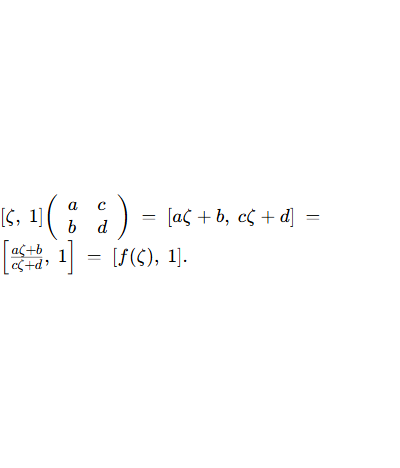 [ζ, 1] ( a c
b d ) = [aζ + b, cζ + d] =
[ aζ+b / cζ+d , 1 ] = [f(ζ), 1].